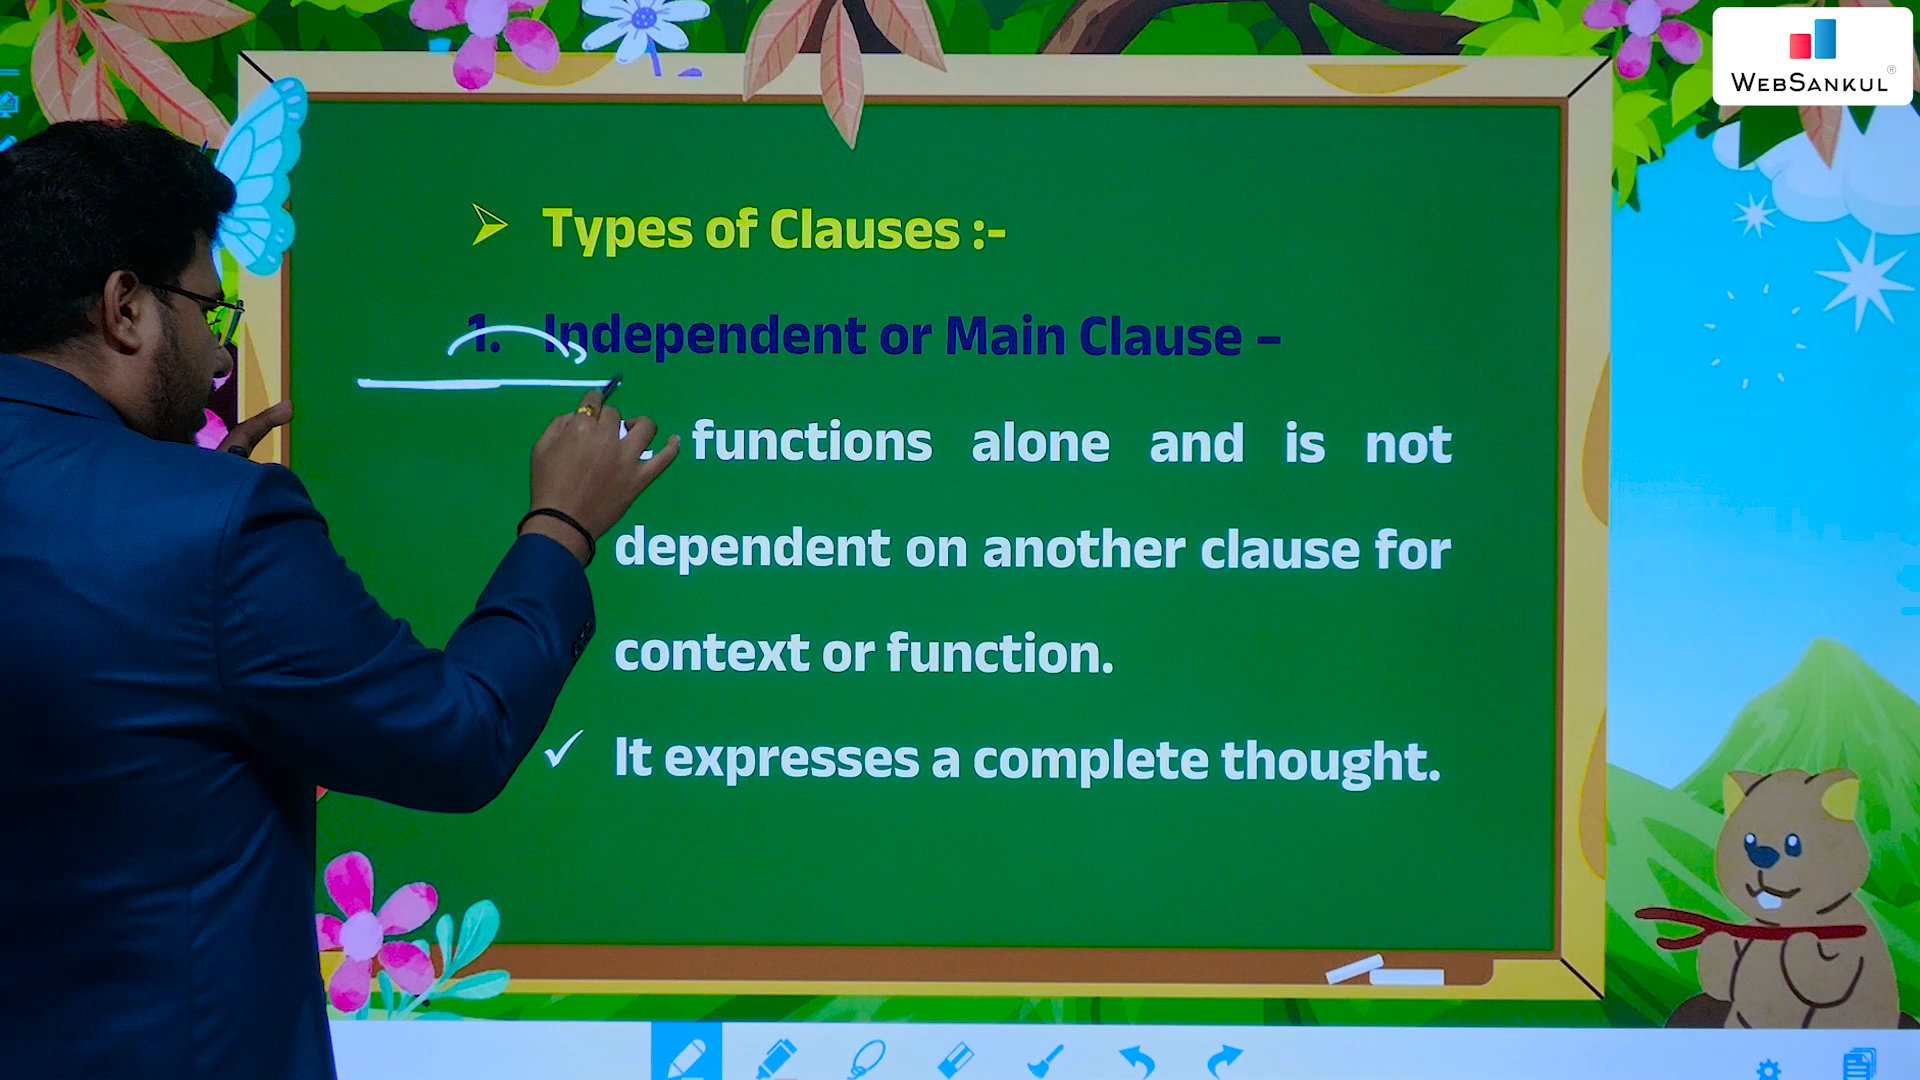 WEBSANKUL®
Types of Clauses :-
1. Independent or Main Clause –
functions alone and is not
dependent on another clause for
context or function.
It expresses a complete thought.